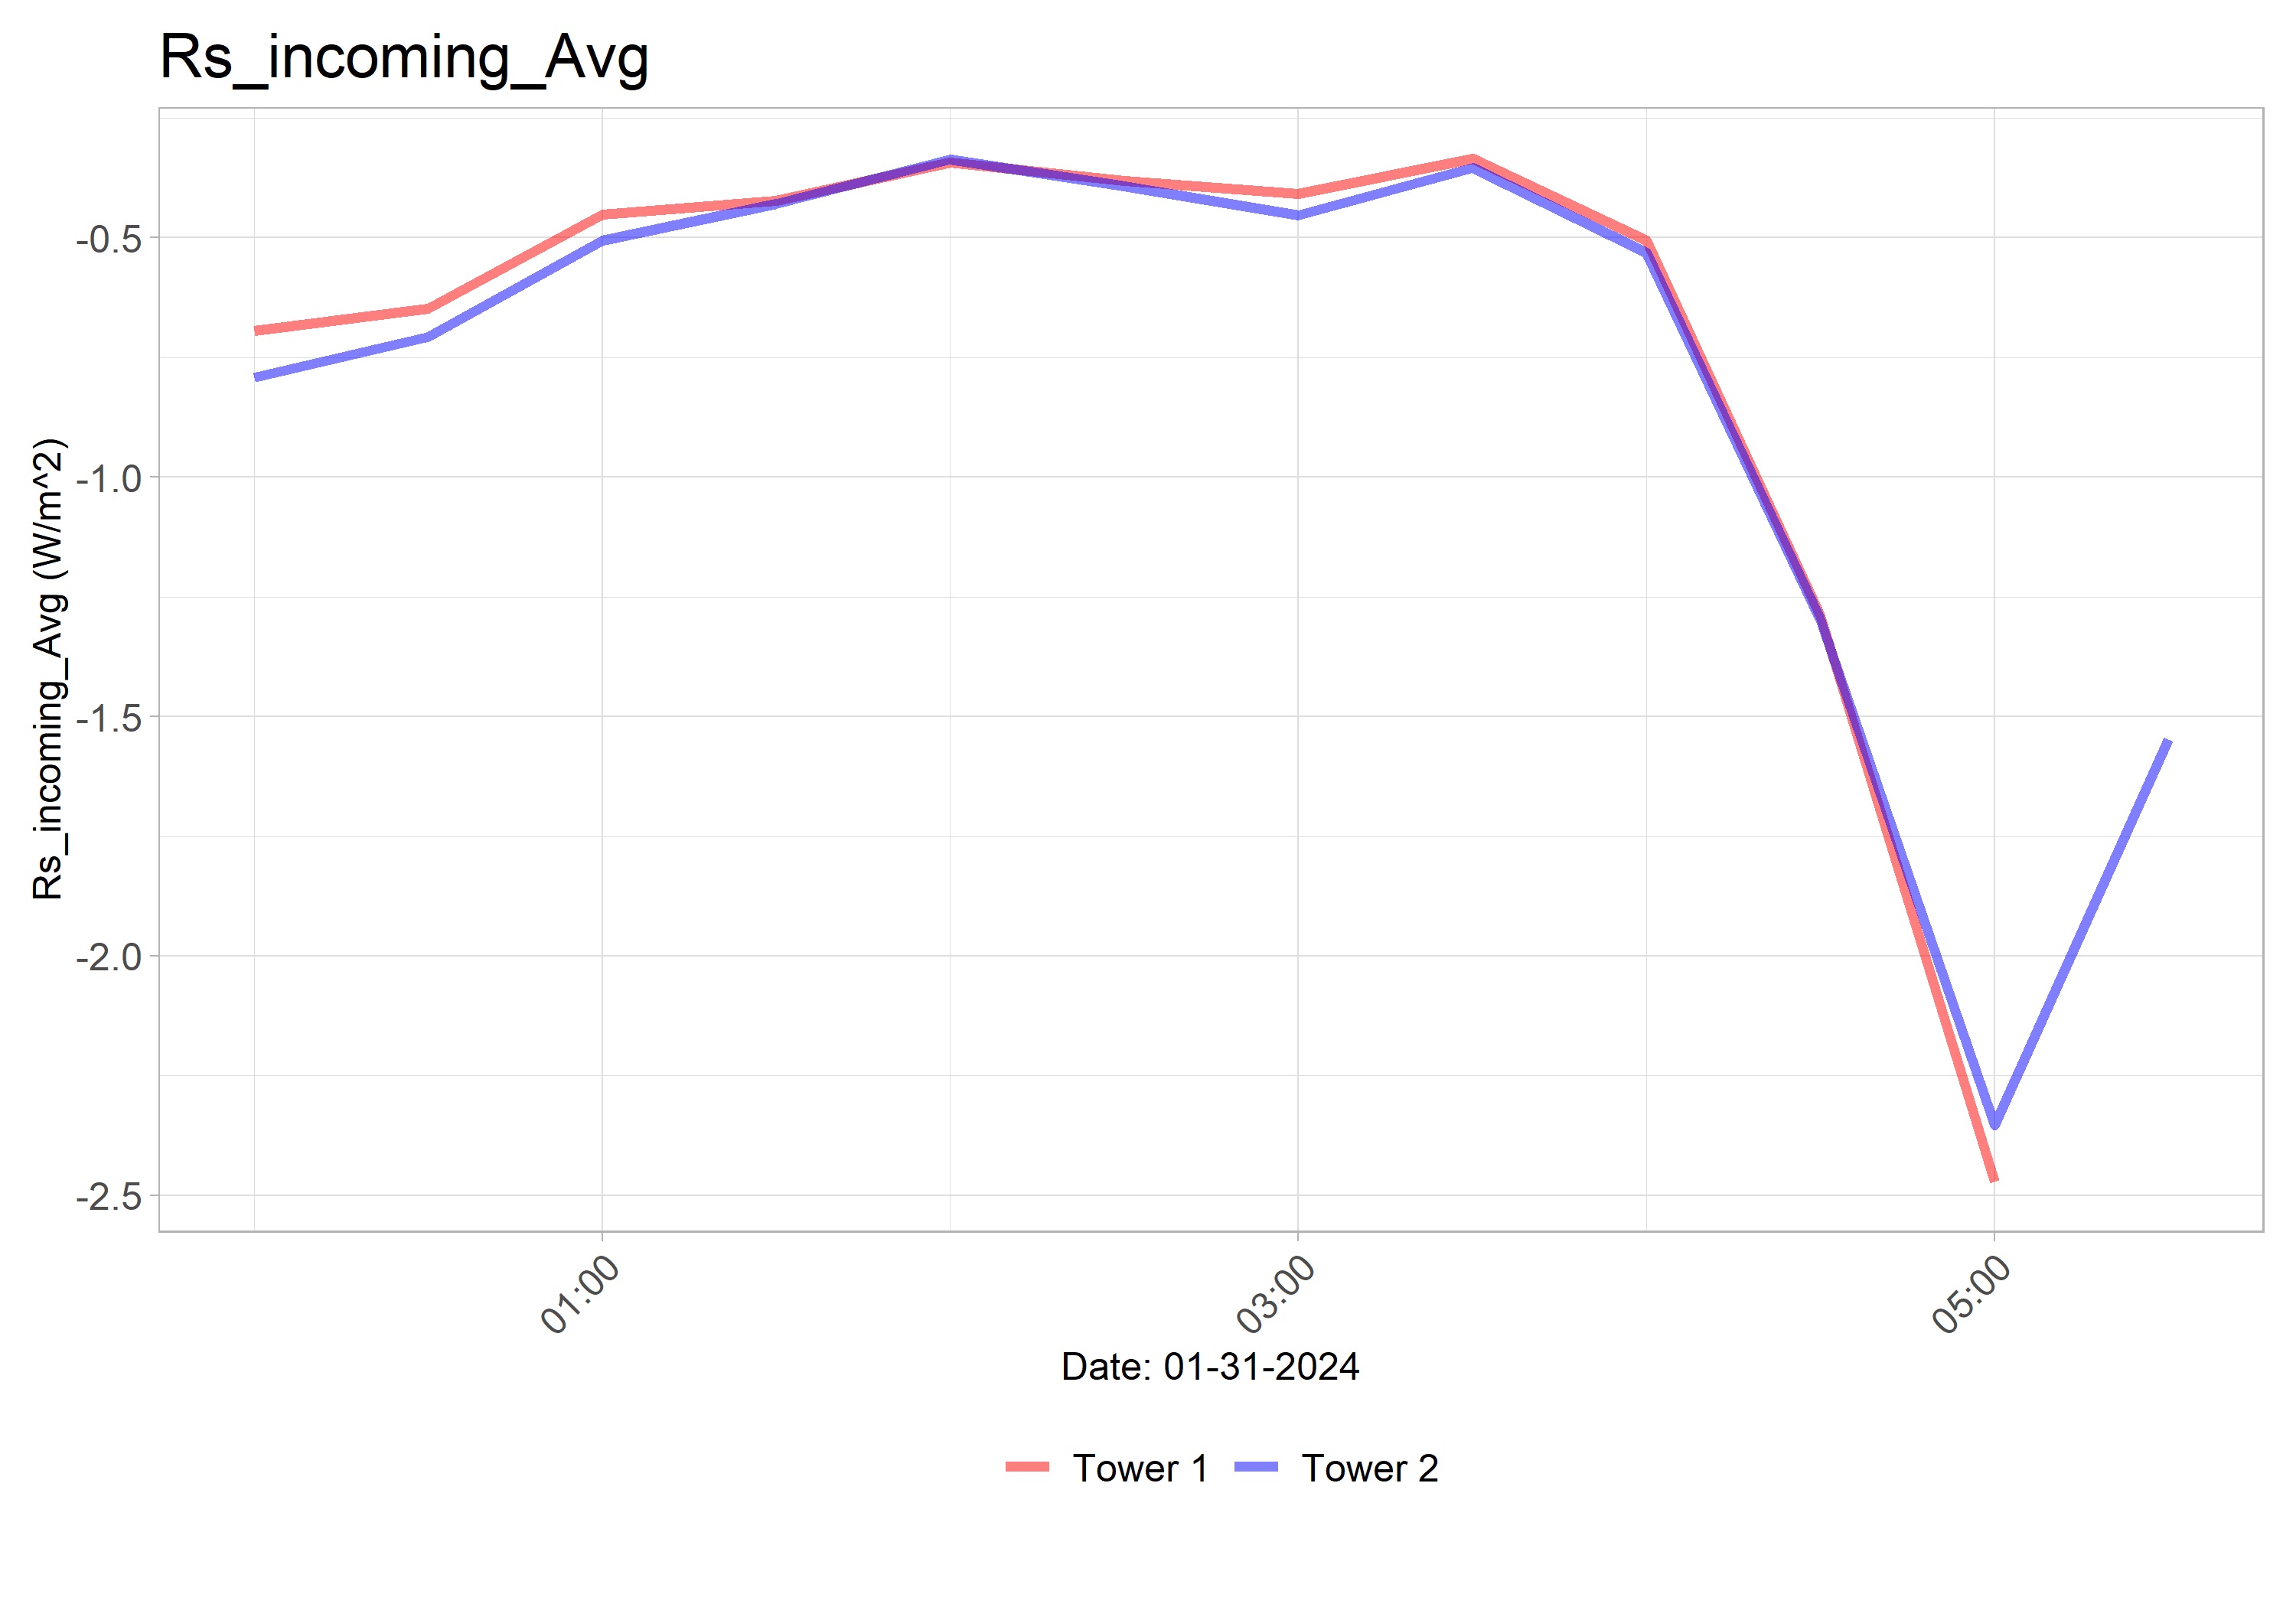 Rs_incoming_Avg
Rs_incoming_Avg (W/m^2)
-0.5
-1.0
-1.5
-2.0
-2.5
01:00
03:00
05:00
Date: 01-31-2024
Tower 1
Tower 2